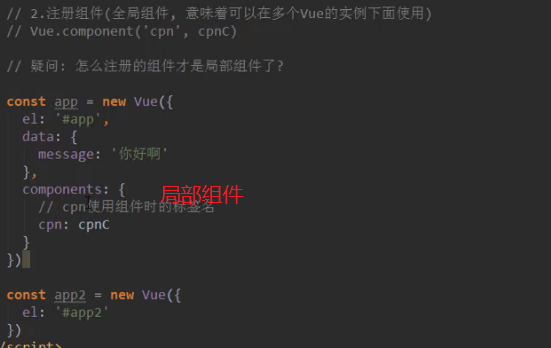 // 2.注册组件(全局组件, 意味着可以在多个Vue的实例下面使用)
// Vue.component('cpn', cpnC)
// 疑问: 怎么注册的组件才是局部组件了?
const app = new Vue({
el: '#app',
data: {
message: '你好啊'
},
components: {
局部组件
// cpn使用组件时的标签名
cpn: cpnC
}
})
const app2 = new Vue({
el: '#app2'
})
/script>